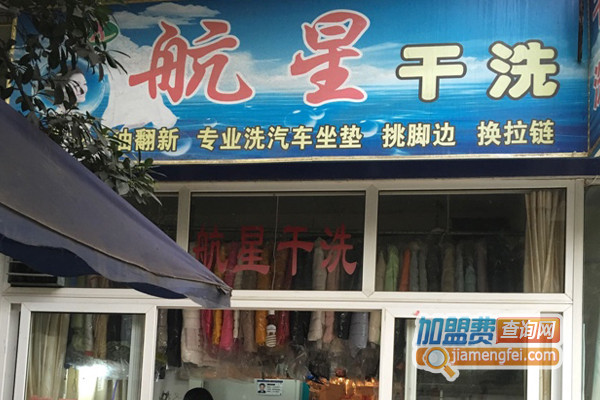 航星干洗
油翻新 专业洗汽车坐垫 挑脚边 换拉链
航星干洗
加盟费查询网
jiamengfei.com